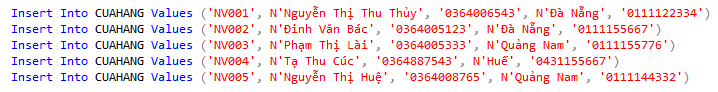 Insert Into CUAHANG Values ('NV001', N'Nguyễn Thị Thu Thủy', '0364006543', N'Đà Nẵng', '0111122334')
Insert Into CUAHANG Values ('NV002', N'Đinh Văn Bác', '0364005123', N'Đà Nẵng', '0111155667')
Insert Into CUAHANG Values ('NV003', N'Phạm Thị Lài', '0364005333', N'Quảng Nam', '0111155776')
Insert Into CUAHANG Values ('NV004', N'Tạ Thu Cúc', '0364887543', N'Huế', '0431155667')
Insert Into CUAHANG Values ('NV005', N'Nguyễn Thị Huệ', '0364008765', N'Quảng Nam', '0111144332')